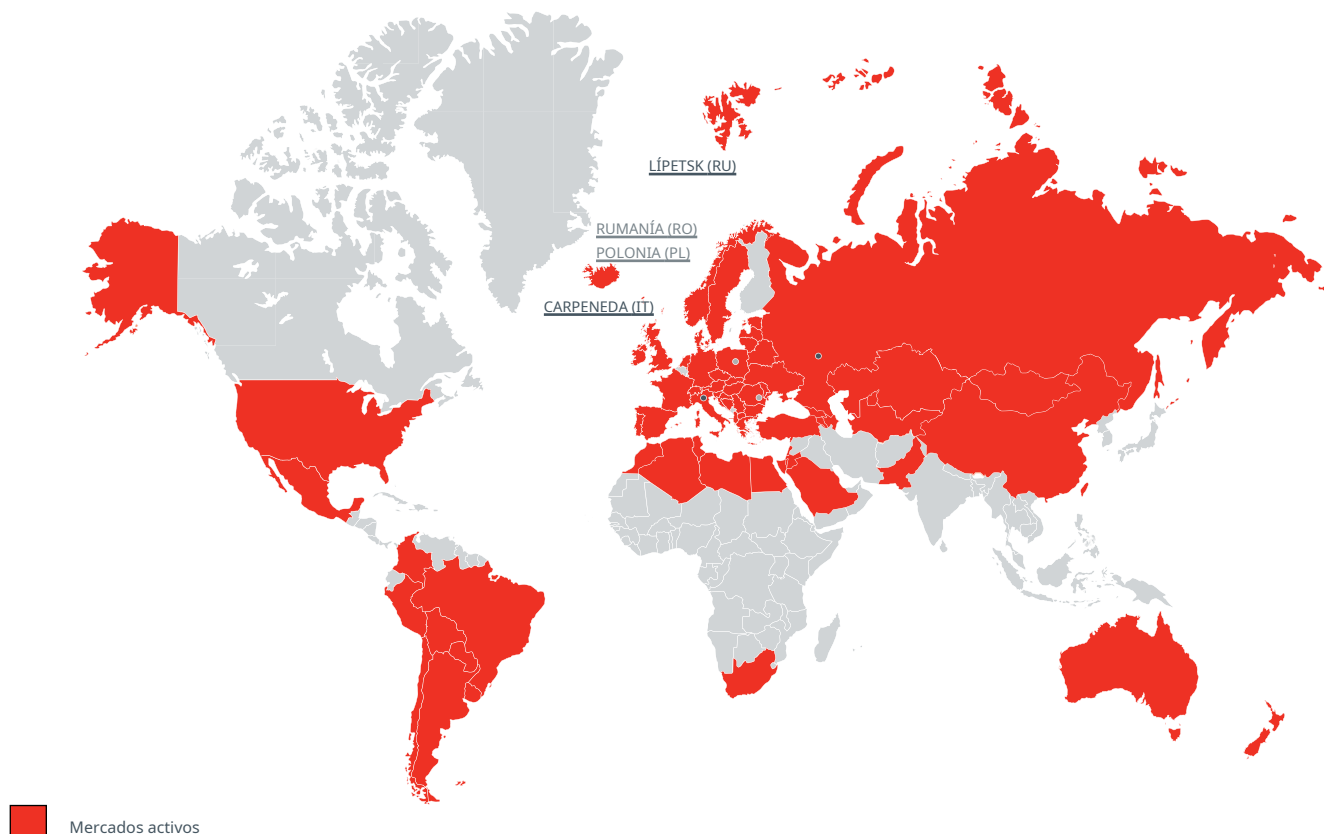 LÍPETSK (RU)
RUMANÍA (RO)
POLONIA (PL)
CARPENEDA (IT)
Mercados activos